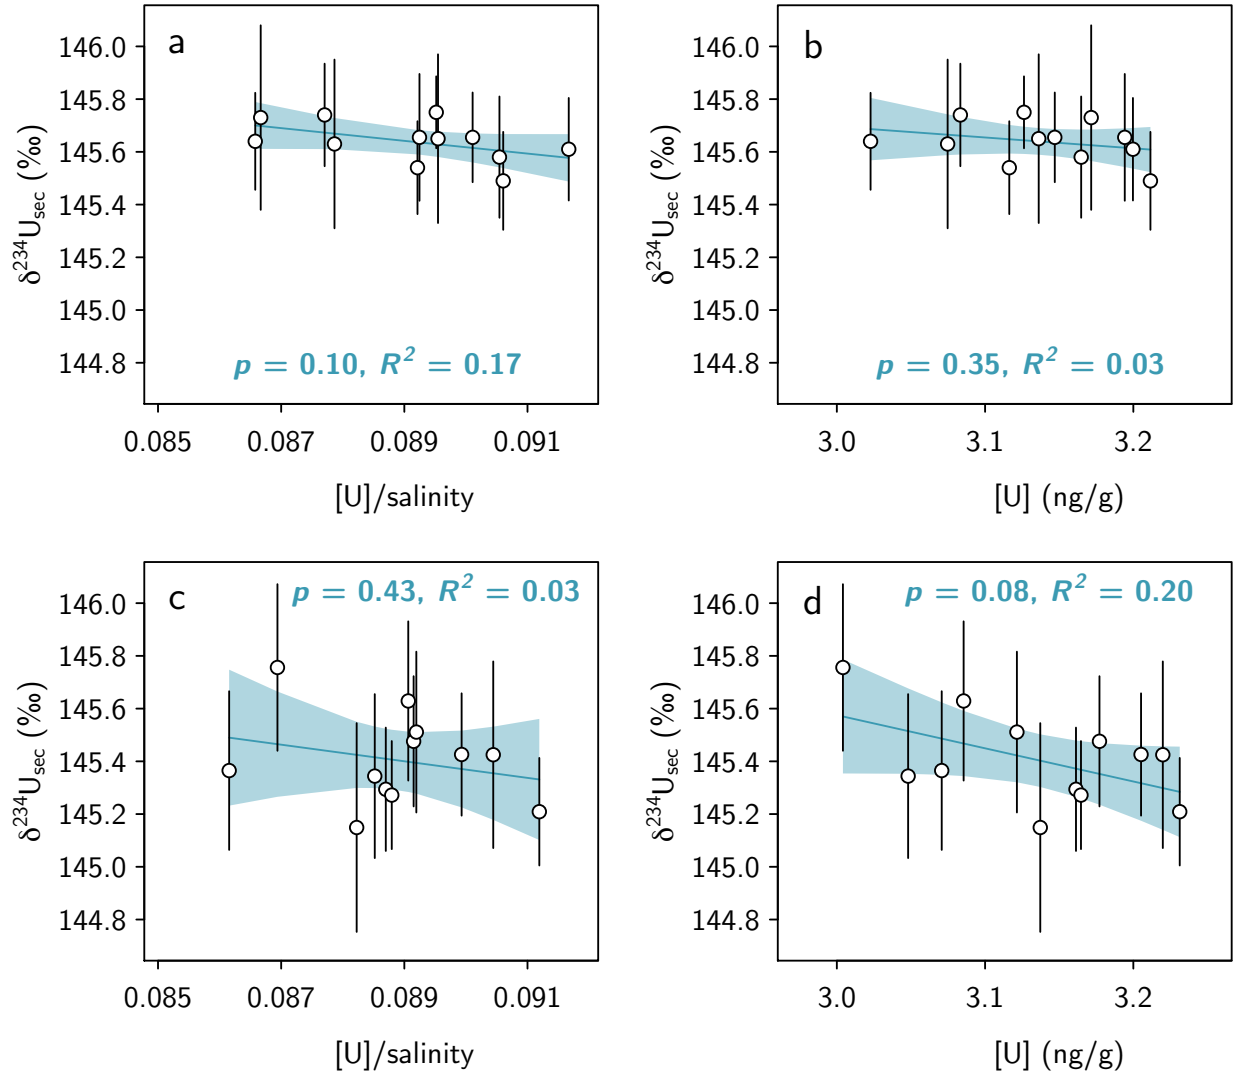 a
146.0
145.8
145.6
145.4
145.2
145.0
144.8
δ²³⁴U_sec (‰)
p = 0.10, R² = 0.17
0.085 0.087 0.089 0.091
[U]/salinity
b
146.0
145.8
145.6
145.4
145.2
145.0
144.8
δ²³⁴U_sec (‰)
p = 0.35, R² = 0.03
3.0 3.1 3.2
[U] (ng/g)
c
p = 0.43, R² = 0.03
146.0
145.8
145.6
145.4
145.2
145.0
144.8
δ²³⁴U_sec (‰)
0.085 0.087 0.089 0.091
[U]/salinity
d
p = 0.08, R² = 0.20
146.0
145.8
145.6
145.4
145.2
145.0
144.8
δ²³⁴U_sec (‰)
3.0 3.1 3.2
[U] (ng/g)